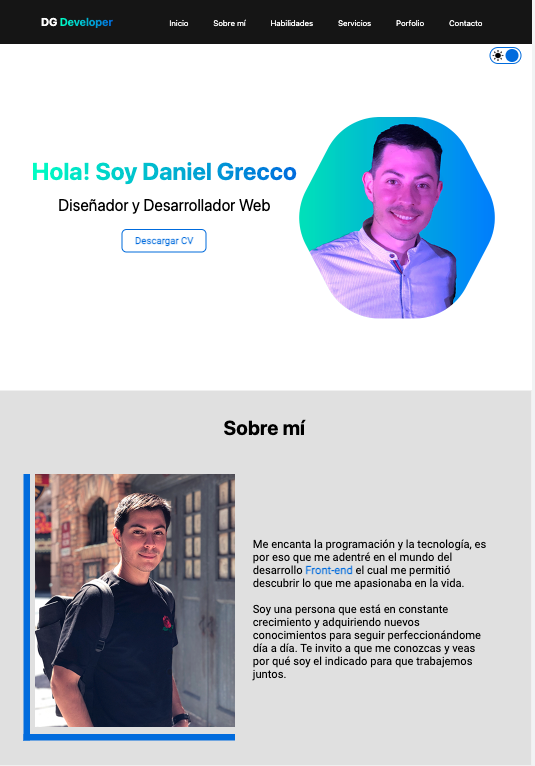 DG Developer
Inicio
Sobre mí
Habilidades
Servicios
Porfolio
Contacto
Hola! Soy Daniel Grecco
Diseñador y Desarrollador Web
Descargar CV
Sobre mí
Me encanta la programación y la tecnología, es
por eso que me adentré en el mundo del
desarrollo Front-end el cual me permitió
descubrir lo que me apasionaba en la vida.
Soy una persona que está en constante
crecimiento y adquiriendo nuevos
conocimientos para seguir perfeccionándome
día a día. Te invito a que me conozcas y veas
por qué soy el indicado para que trabajemos
juntos.